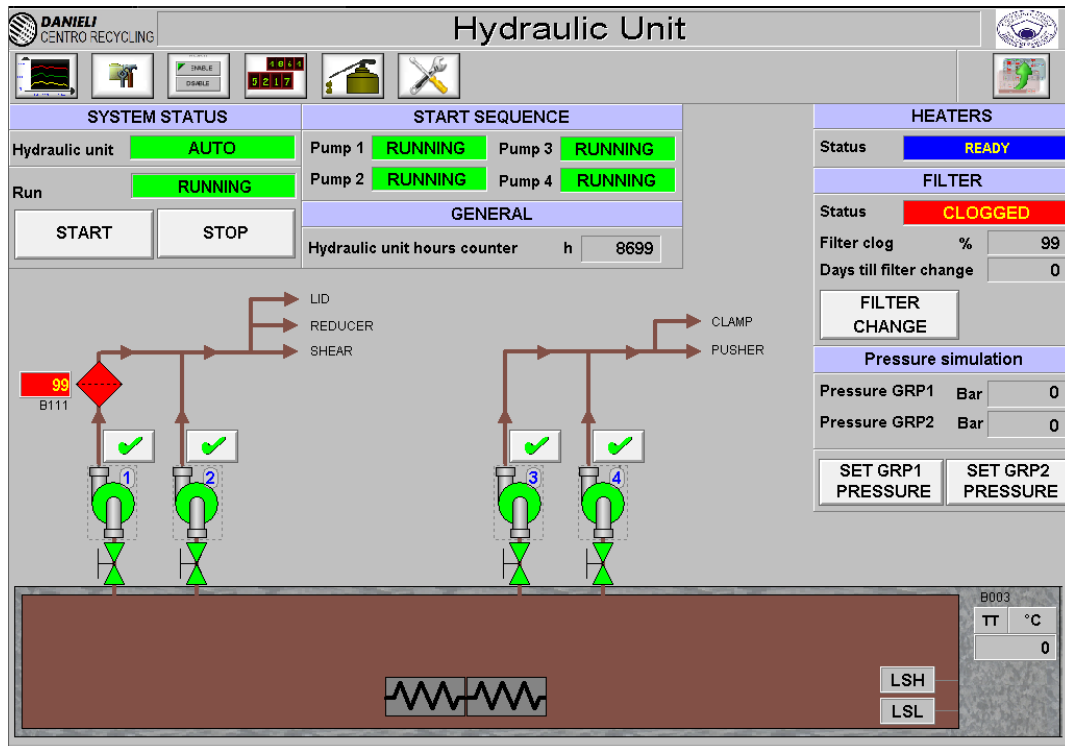 DANIELI
CENTRO RECYCLING
Hydraulic Unit
ENABLE
DISABLE
5217
SYSTEM STATUS
START SEQUENCE
HEATERS
Hydraulic unit AUTO
Pump 1 RUNNING Pump 3 RUNNING
Status READY
Run RUNNING
Pump 2 RUNNING Pump 4 RUNNING
FILTER
START STOP
GENERAL
Status CLOGGED
Hydraulic unit hours counter h 8699
Filter clog % 99
Days till filter change 0
FILTER
CHANGE
LID
REDUCER
SHEAR
CLAMP
PUSHER
Pressure simulation
99
B111
Pressure GRP1 Bar 0
Pressure GRP2 Bar 0
SET GRP1
PRESSURE
SET GRP2
PRESSURE
1
2
3
4
B003
TT °C
0
LSH
LSL